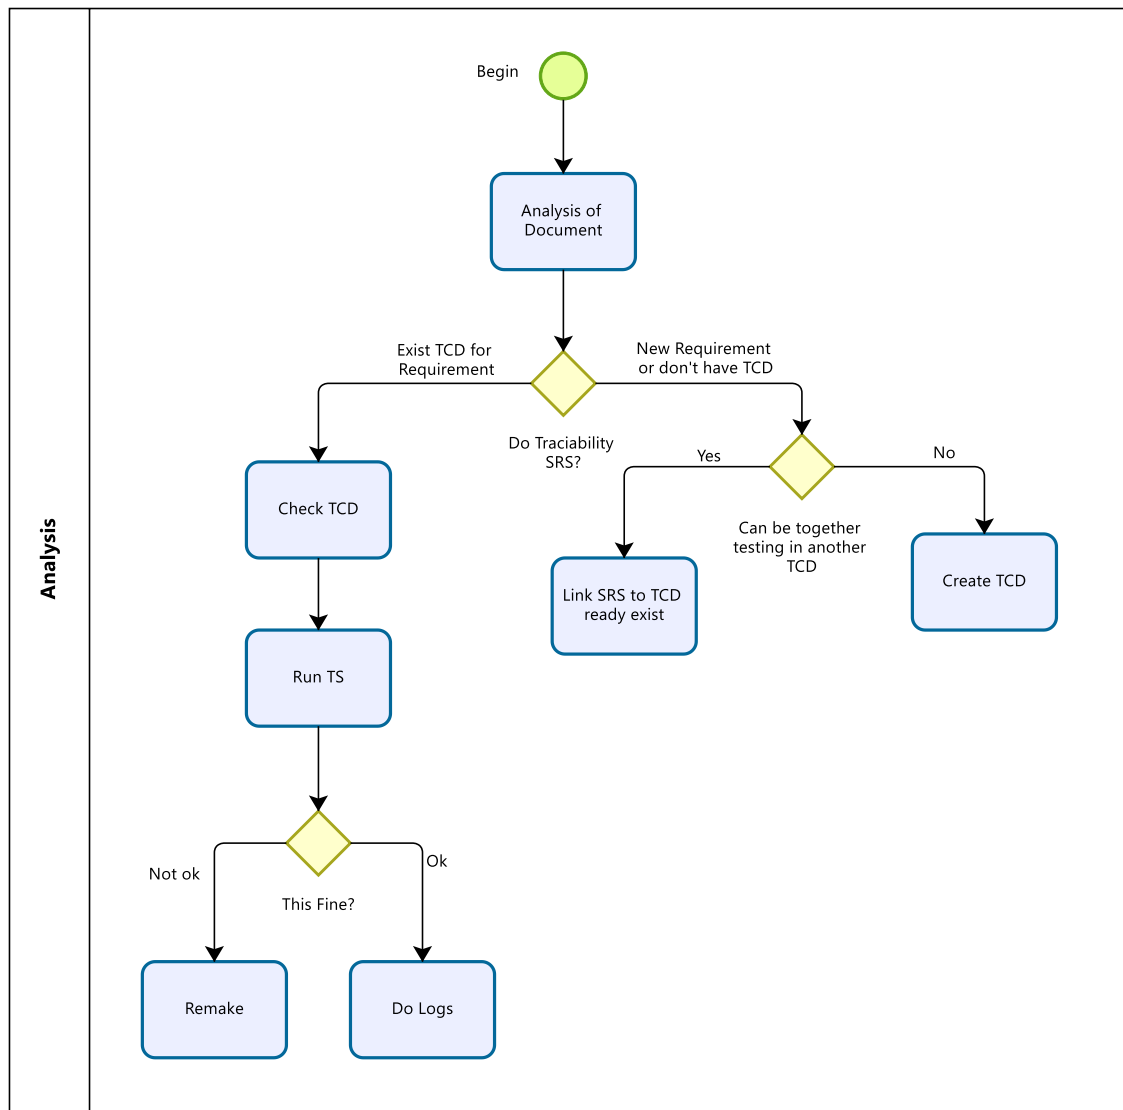 Analysis
Begin
Analysis of
Document
Exist TCD for
Requirement
New Requirement
or don't have TCD
Do Traciability
SRS?
Yes
No
Can be together
testing in another
TCD
Check TCD
Link SRS to TCD
ready exist
Create TCD
Run TS
Not ok
Ok
This Fine?
Remake
Do Logs